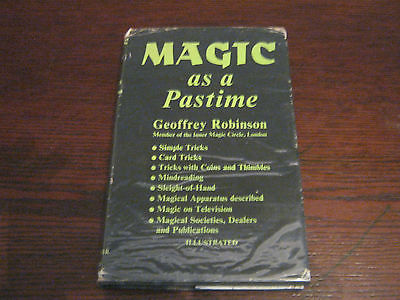 MAGIC
as a
Pastime
Geoffrey Robinson
Member of the Inner Magic Circle, London
• Simple Tricks
• Card Tricks
• Tricks with Coins and Thimbles
• Mindreading
• Sleight-of-Hand
• Magical Apparatus described
• Magic on Television
• Magical Societies, Dealers
and Publications
ILLUSTRATED